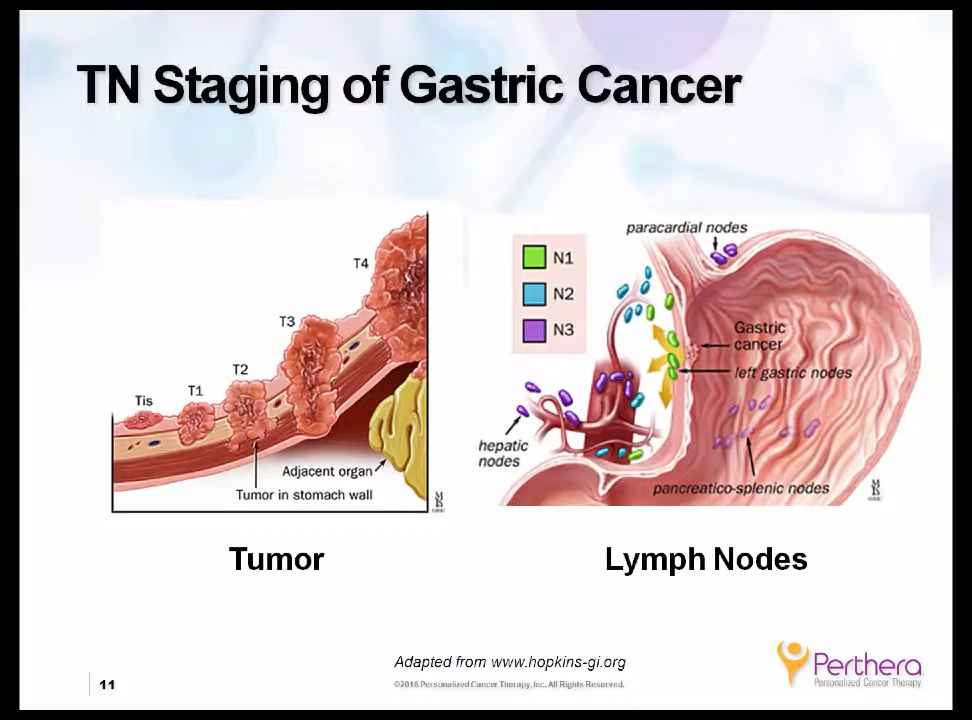 TN Staging of Gastric Cancer
Tis
T1
T2
T3
T4
Adjacent organ
Tumor in stomach wall
N1
N2
N3
paracardial nodes
Gastric
cancer
left gastric nodes
hepatic
nodes
pancreatico-splenic nodes
Tumor
Lymph Nodes
Adapted from www.hopkins-gi.org
11
©2016 Personalized Cancer Therapy, Inc. All Rights Reserved.
Perthera
Personalized Cancer Therapy